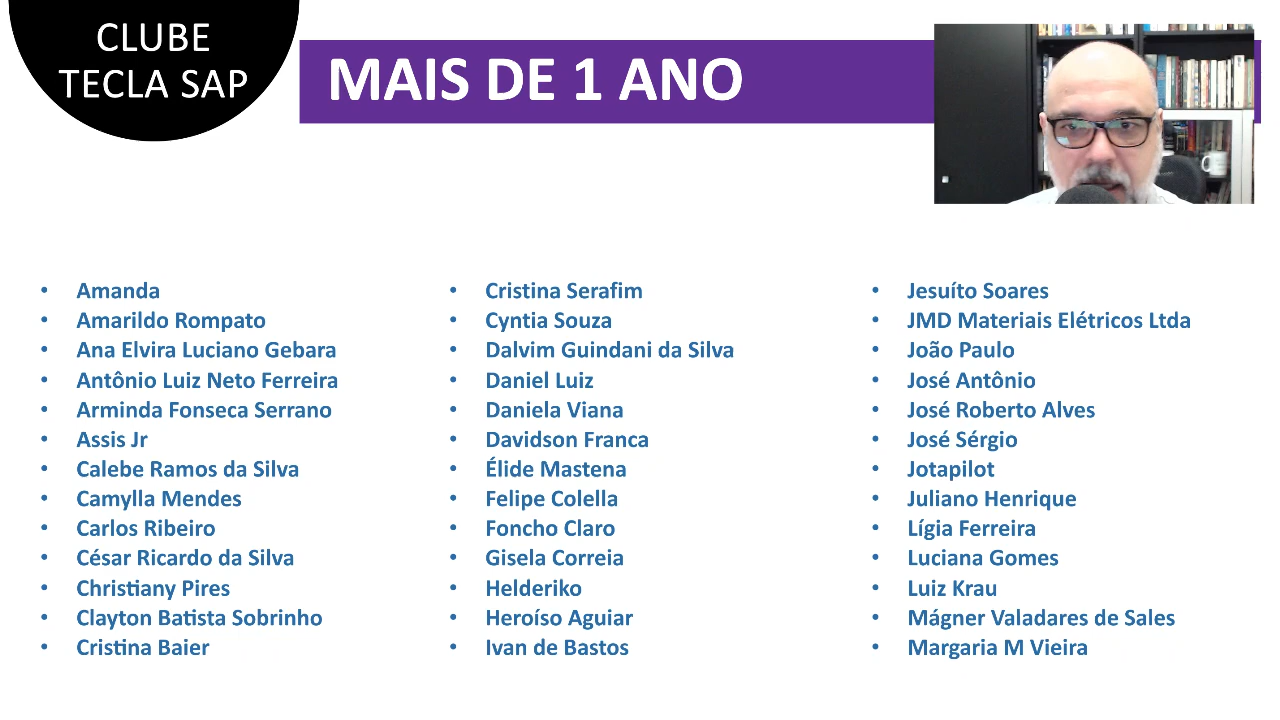 CLUBE
TECLA SAP
MAIS DE 1 ANO
Amanda
Amarildo Rompato
Ana Elvira Luciano Gebara
Antônio Luiz Neto Ferreira
Arminda Fonseca Serrano
Assis Jr
Calebe Ramos da Silva
Camylla Mendes
Carlos Ribeiro
César Ricardo da Silva
Christiany Pires
Clayton Batista Sobrinho
Cristina Baier
Cristina Serafim
Cyntia Souza
Dalvim Guindani da Silva
Daniel Luiz
Daniela Viana
Davidson Franca
Élide Mastena
Felipe Colella
Foncho Claro
Gisela Correia
Helderiko
Heroíso Aguiar
Ivan de Bastos
Jesuíto Soares
JMD Materiais Elétricos Ltda
João Paulo
José Antônio
José Roberto Alves
José Sérgio
Jotapilot
Juliano Henrique
Lígia Ferreira
Luciana Gomes
Luiz Krau
Mágner Valadares de Sales
Margaria M Vieira